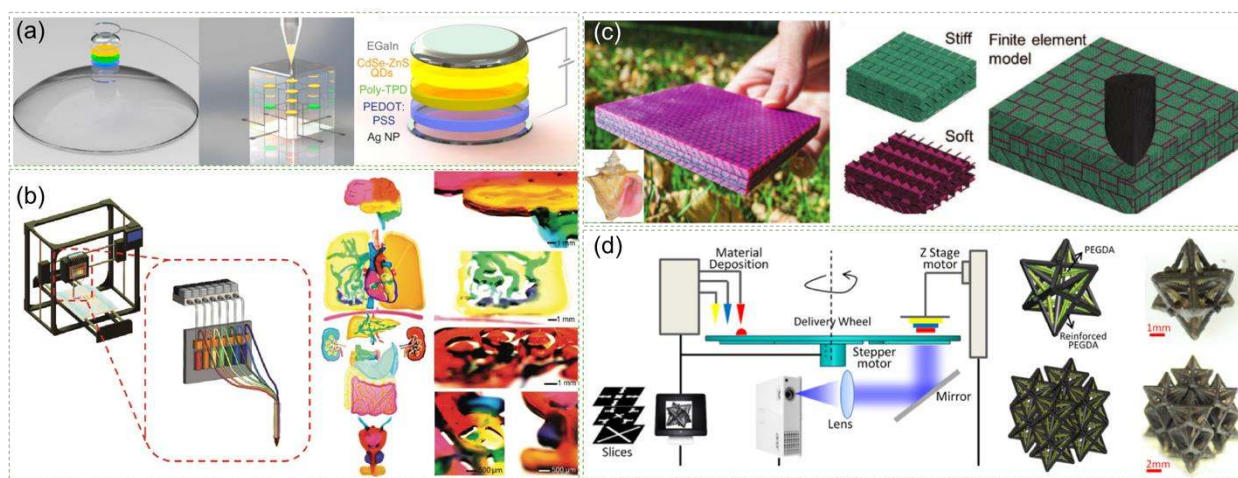 (a)
EGaIn
CdSe-ZnS
QDs
Poly-TPD
PEDOT:
PSS
Ag NP
(b)
1 mm
1 mm
1 mm
500 µm
500 µm
(c)
Stiff
Soft
Finite element
model
(d)
Material
Deposition
Z Stage
motor
Delivery Wheel
Stepper
motor
Mirror
Lens
Slices
PEGDA
Reinforced
PEGDA
1mm
2mm